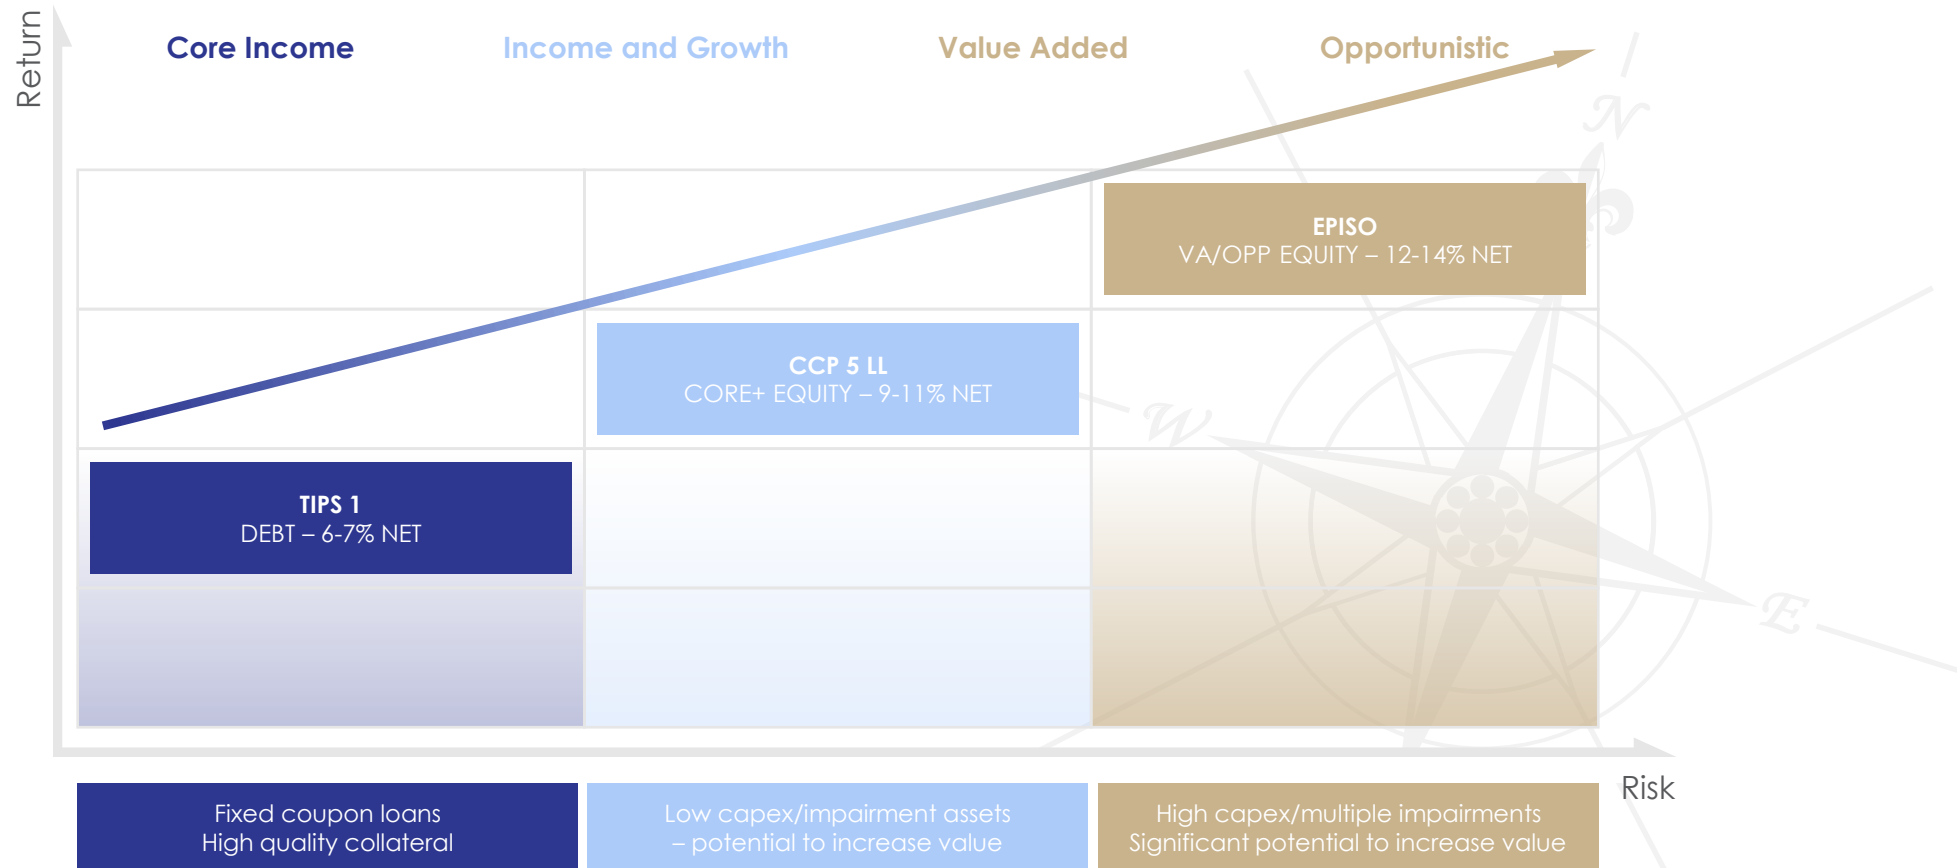 Return
Core Income
Income and Growth
Value Added
Opportunistic
N
EPISO
VA/OPP EQUITY – 12-14% NET
CCP 5 LL
CORE+ EQUITY – 9-11% NET
W
TIPS 1
DEBT – 6-7% NET
E
Risk
Fixed coupon loans
High quality collateral
Low capex/impairment assets
– potential to increase value
High capex/multiple impairments
Significant potential to increase value